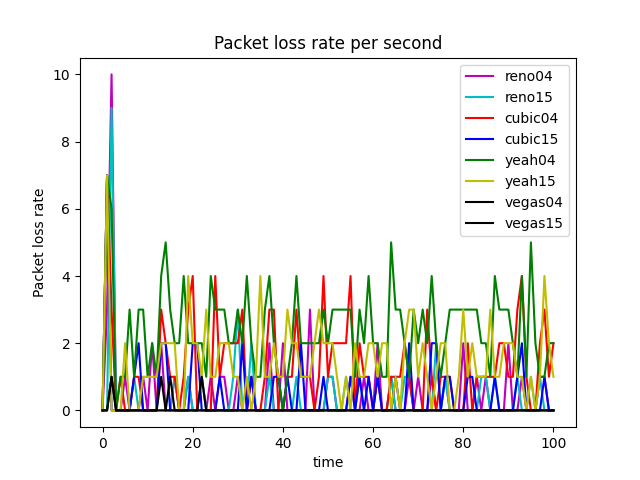 Packet loss rate per second
Packet loss rate
10
8
6
4
2
0
0
20
40
60
80
100
time
reno04
reno15
cubic04
cubic15
yeah04
yeah15
vegas04
vegas15